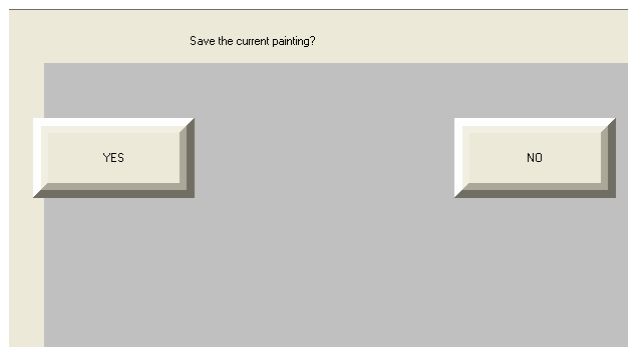 Save the current painting?
YES
NO